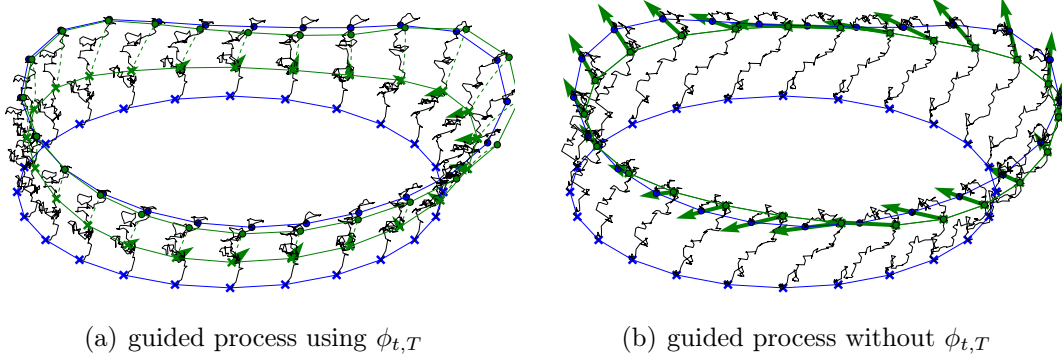 (a) guided process using ϕ_{t,T}
(b) guided process without ϕ_{t,T}